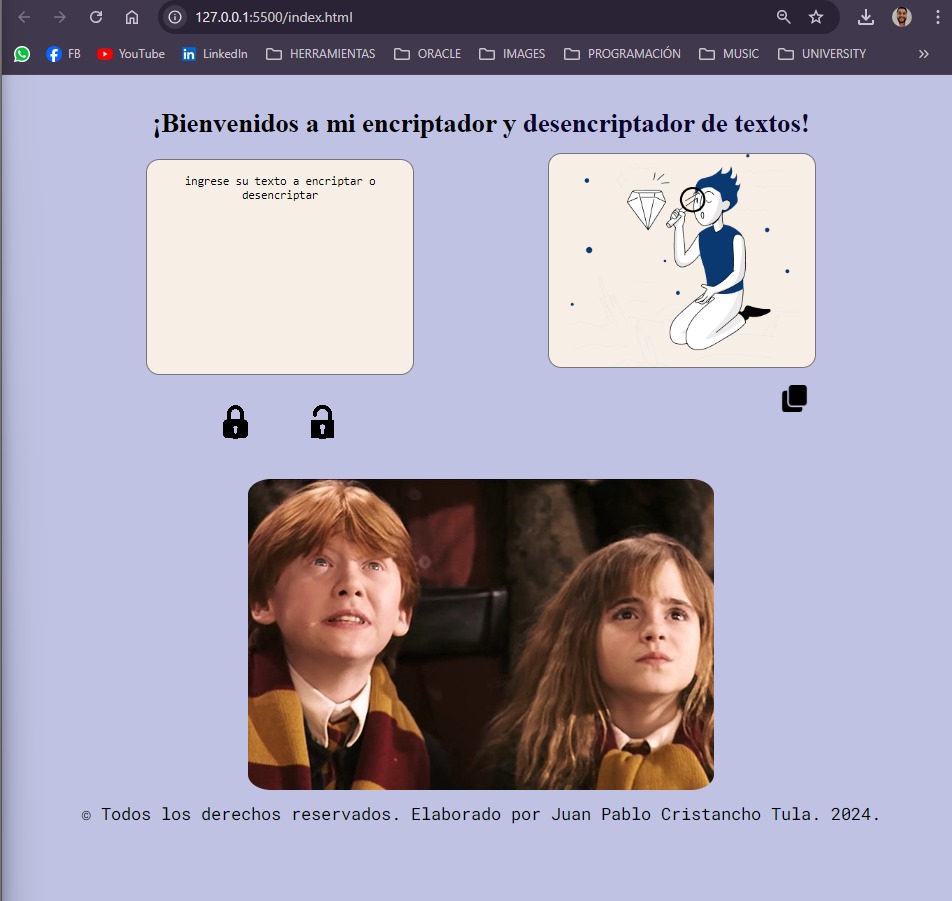 127.0.0.1:5500/index.html
FB YouTube LinkedIn HERRAMIENTAS ORACLE IMAGES PROGRAMACIÓN MUSIC UNIVERSITY
¡Bienvenidos a mi encriptador y desencriptador de textos!
ingrese su texto a encriptar o
desencriptar
© Todos los derechos reservados. Elaborado por Juan Pablo Cristancho Tula. 2024.